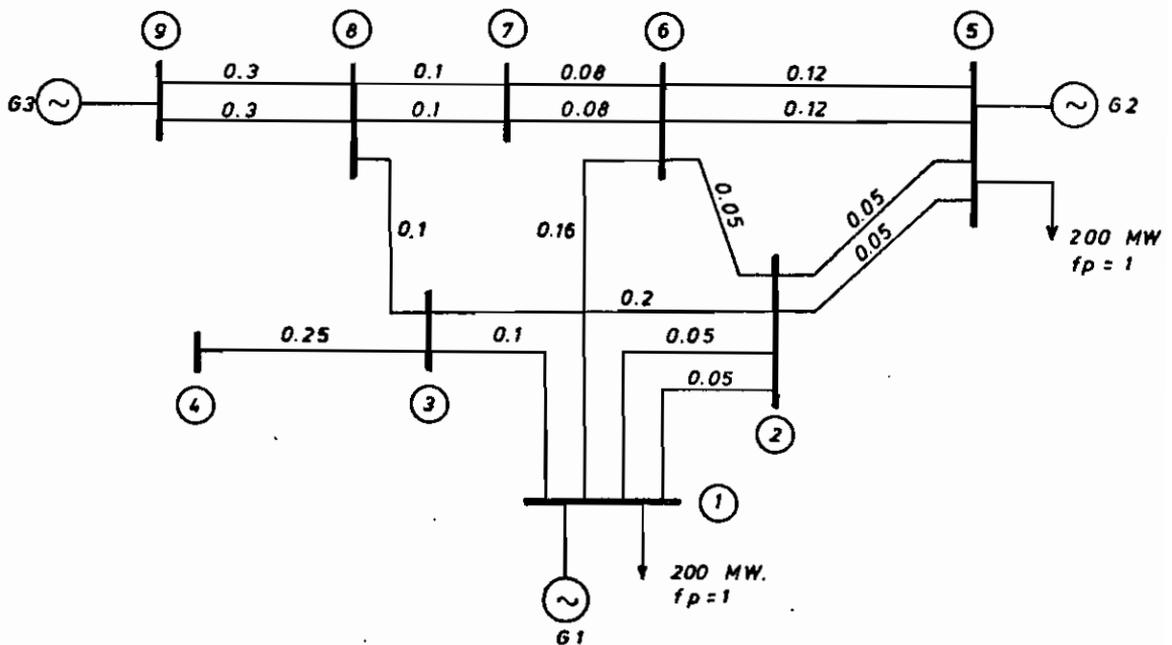 9 8 7 6 5
0.3 0.1 0.08 0.12
G3 ~ ~ G2
0.3 0.1 0.08 0.12
0.1 0.16 0.05 0.05 0.05
200 MW
fp = 1
0.2
0.25 0.1 0.05
0.05
4 3 2
1
200 MW.
fp = 1
~
G1